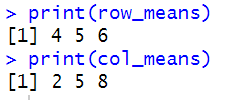 > print(row_means)
[1] 4 5 6
> print(col_means)
[1] 2 5 8